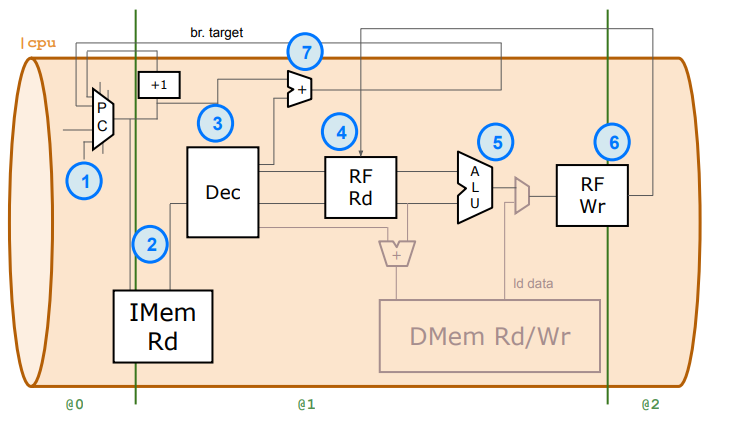 br. target
|cpu
7
+1
+
P
C
3
4
5
6
1
Dec
RF
Rd
A
L
U
RF
Wr
2
+
ld data
IMem
Rd
DMem Rd/Wr
@0
@1
@2